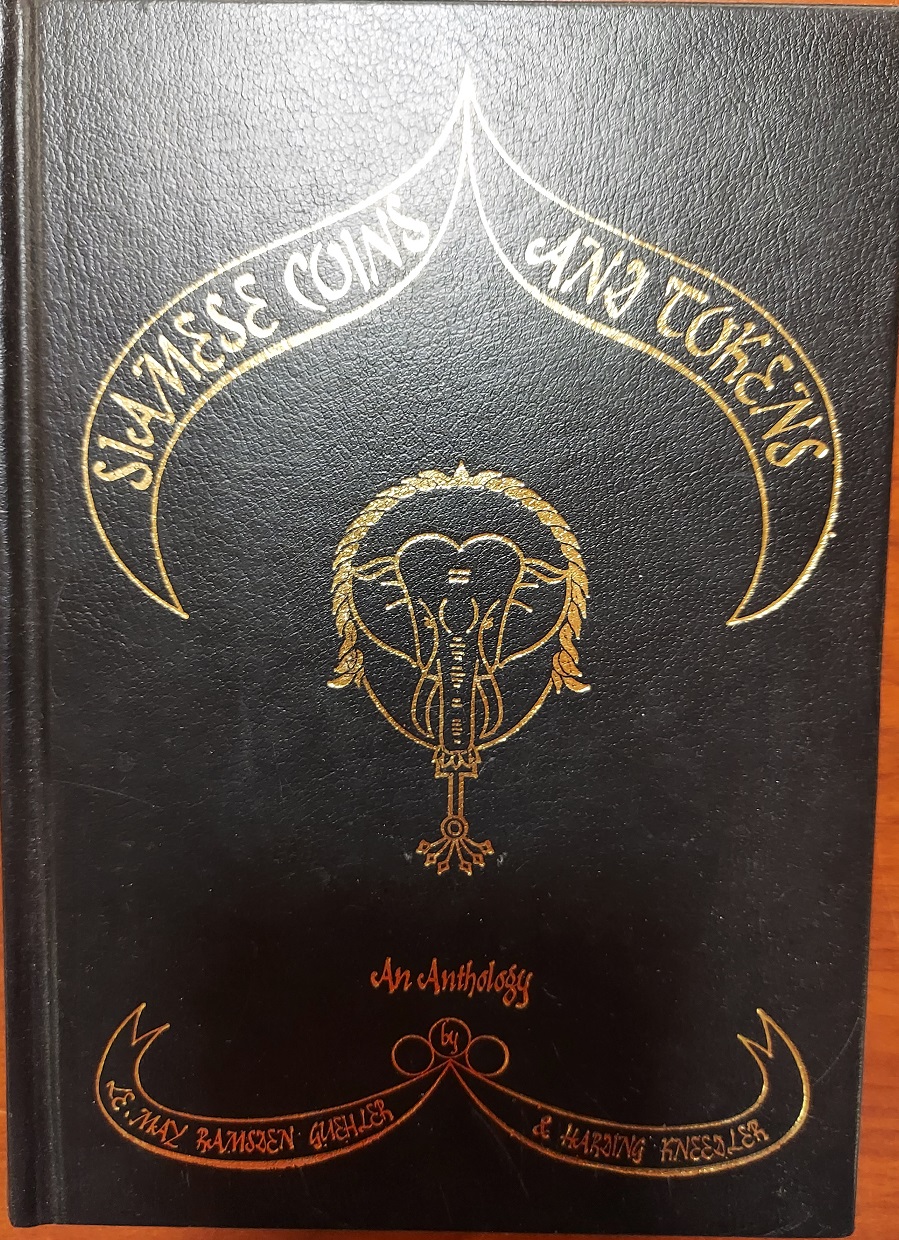 SIAMESE COINS AND TOKENS
An Anthology
by
LE.MAY RAMSDEN GUEHLER & HARDING KNEEDLER